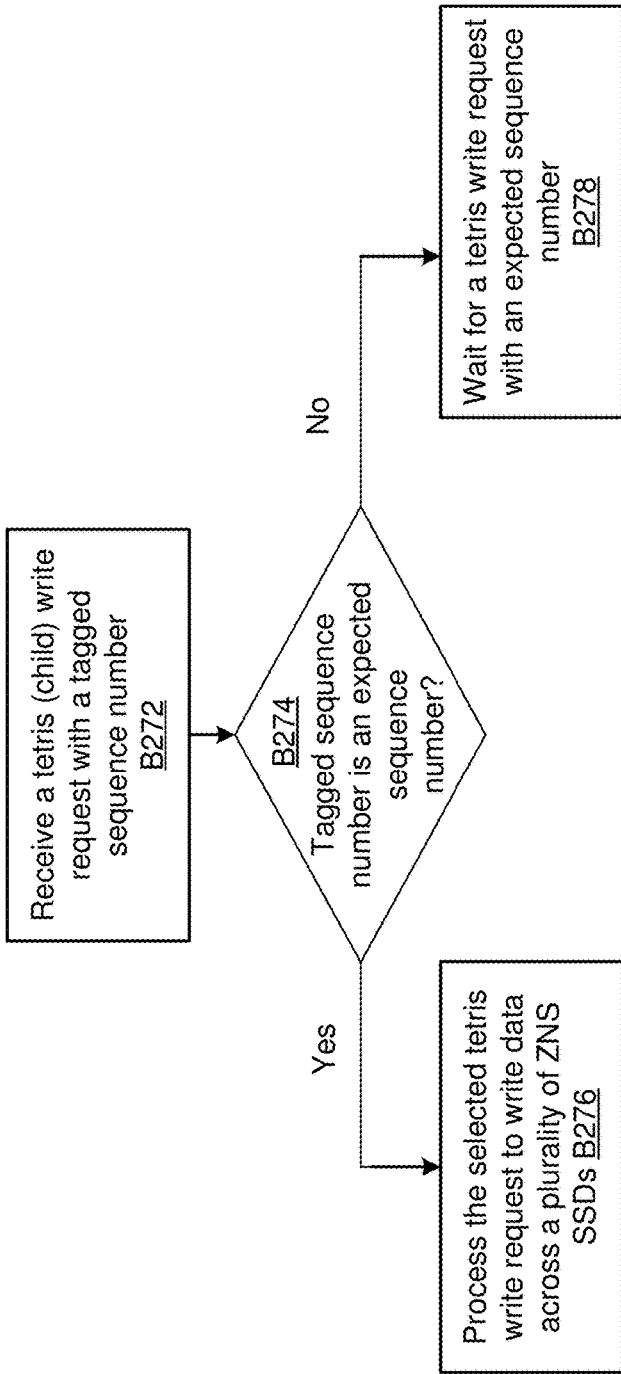 Receive a tetris (child) write
request with a tagged
sequence number
B272
B274
Tagged sequence
number is an expected
sequence
number?
Yes
No
Process the selected tetris
write request to write data
across a plurality of ZNS
SSDs B276
Wait for a tetris write request
with an expected sequence
number
B278